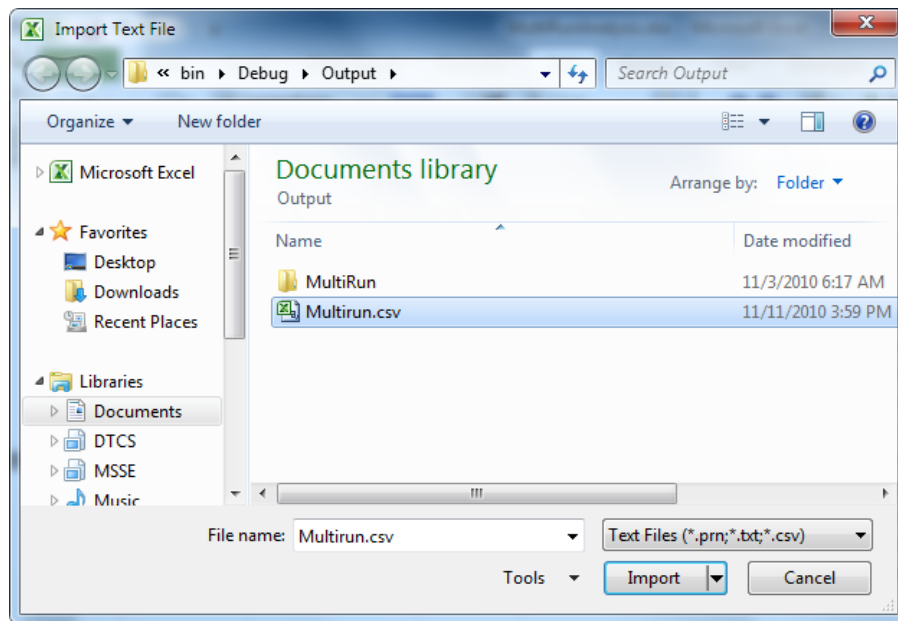 Import Text File
« bin Debug Output
Search Output
Organize New folder
Microsoft Excel
Favorites
Desktop
Downloads
Recent Places
Libraries
Documents
DTCS
MSSE
Music
Documents library
Output
Arrange by: Folder
Name Date modified
MultiRun 11/3/2010 6:17 AM
Multirun.csv 11/11/2010 3:59 PM
File name: Multirun.csv Text Files (*.prn;*.txt;*.csv)
Tools Import Cancel